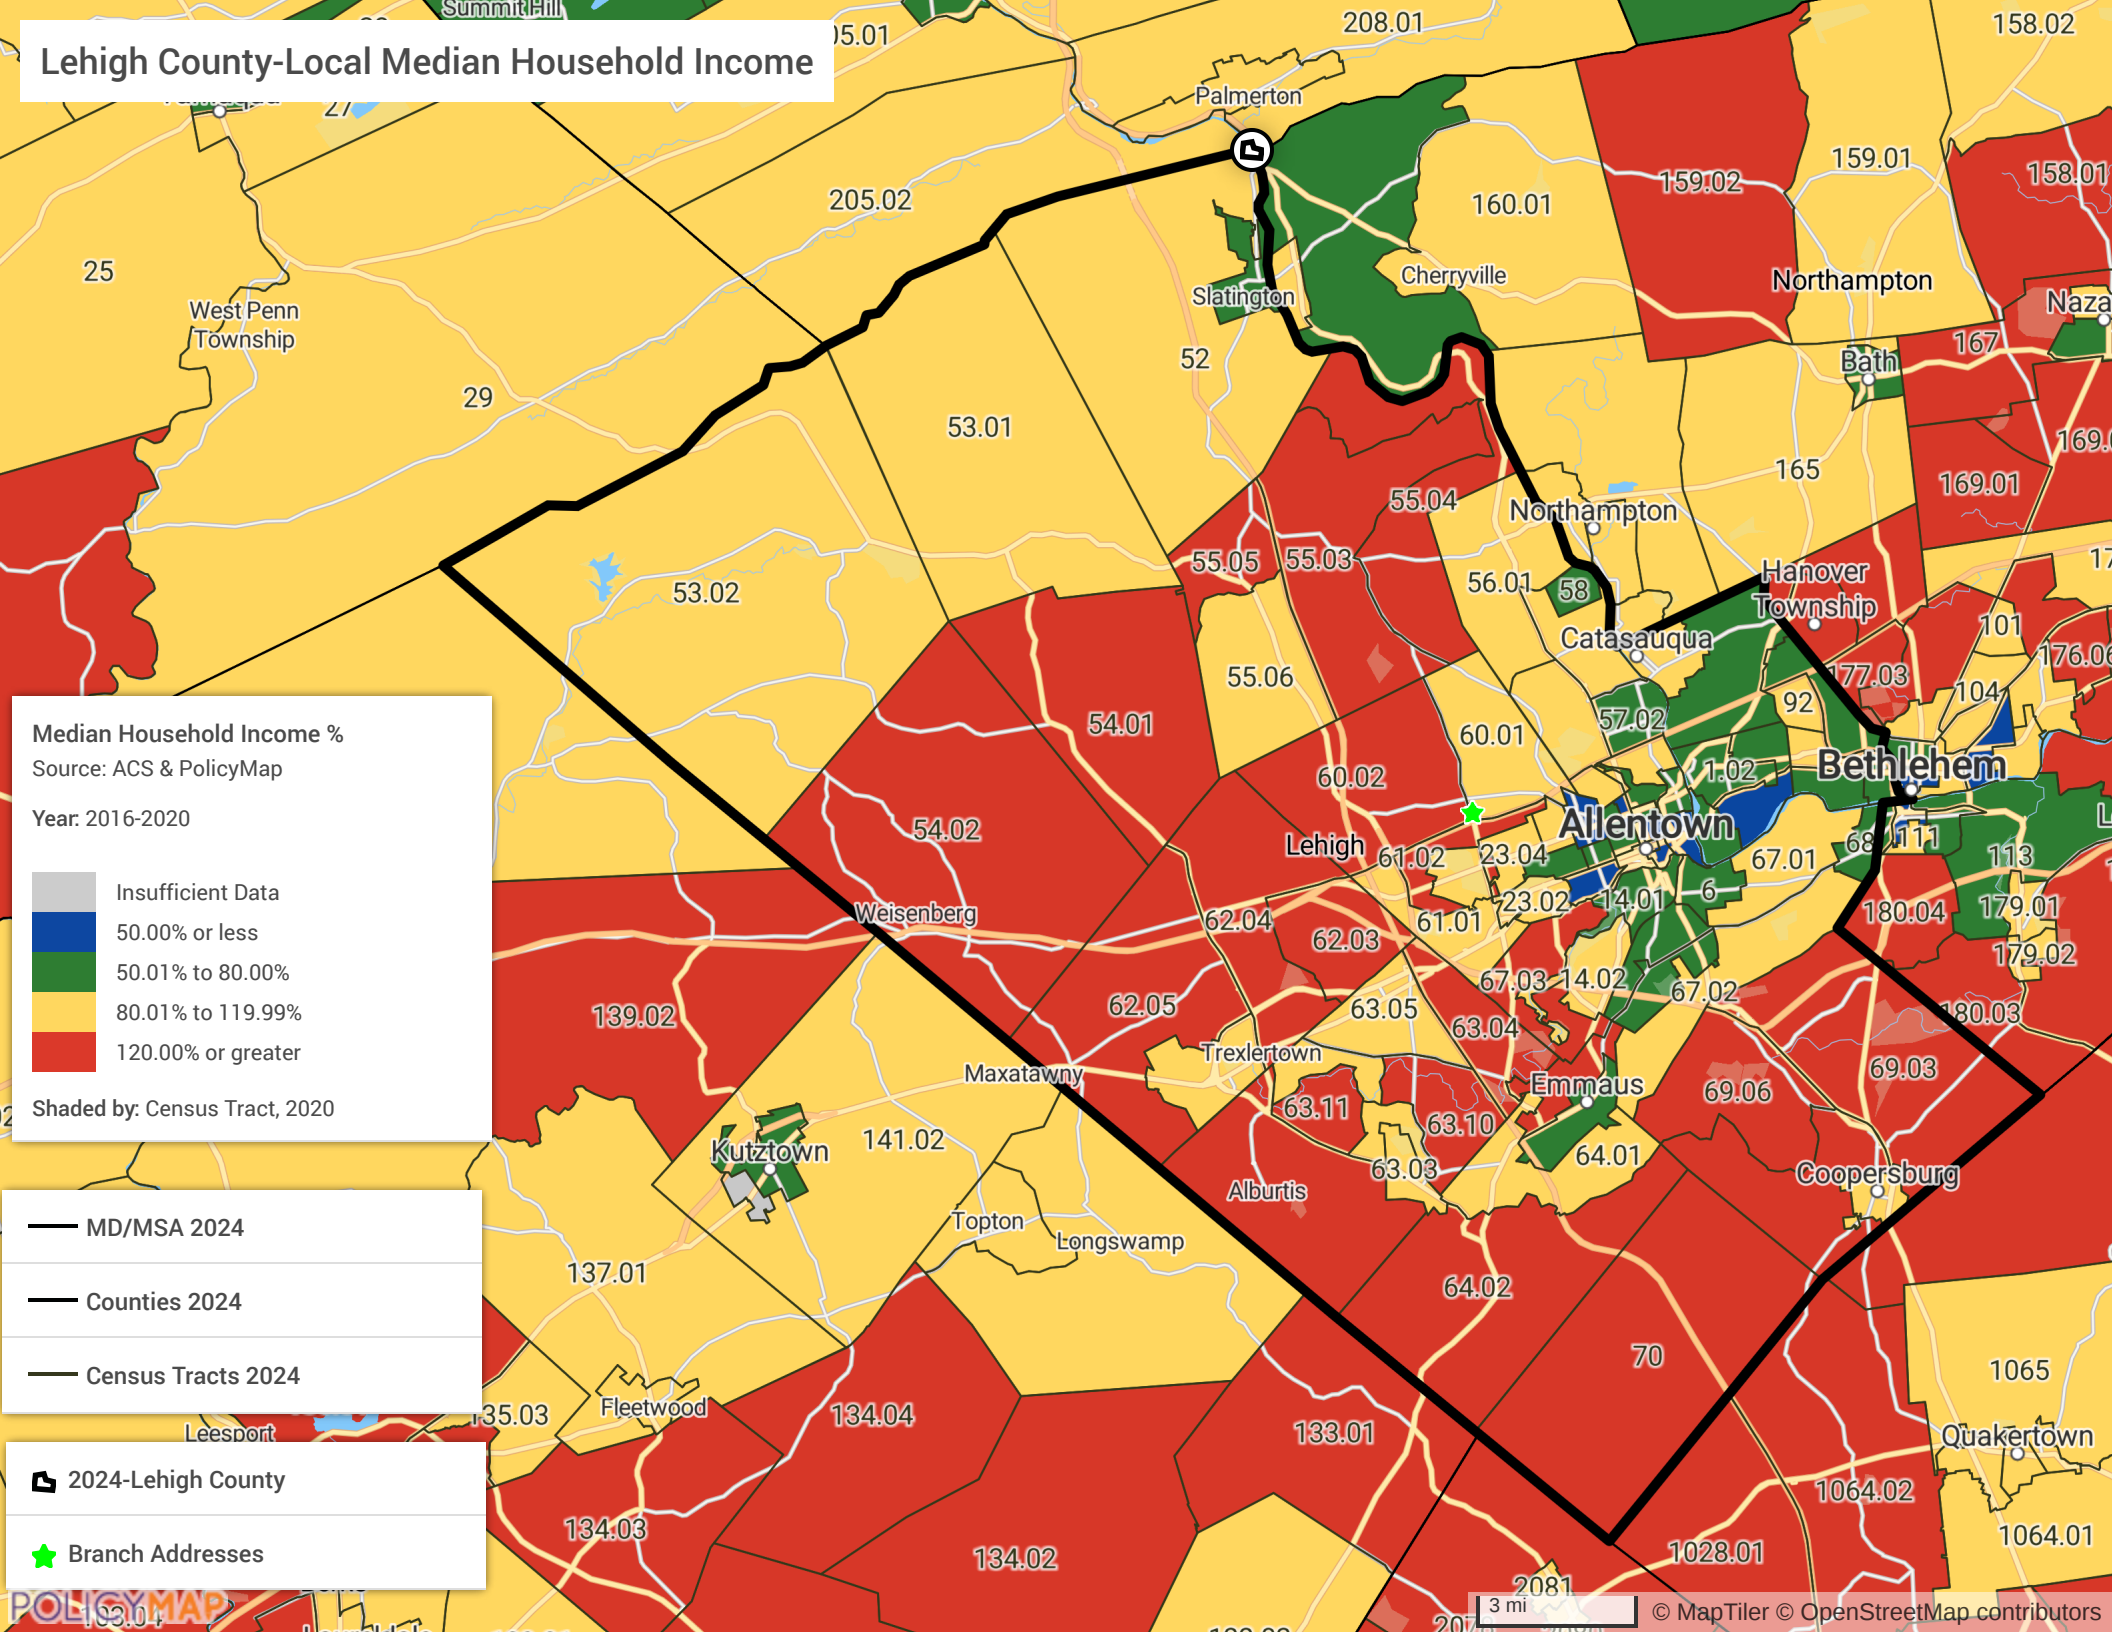 Lehigh County-Local Median Household Income
Summit Hill
05.01
208.01
158.02
27
Palmerton
205.02
160.01
159.02
159.01
158.01
25
West Penn
Township
Cherryville
Northampton
Slatington
Naza
52
167
Bath
29
53.01
165
169.01
55.04
Northampton
55.05
55.03
56.01
58
Hanover
Township
53.02
Catasauqua
101
176.06
55.06
177.03
104
92
57.02
54.01
60.01
60.02
1.02
Bethlehem
54.02
Lehigh
61.02
23.04
Allentown
67.01
68
111
113
Weisenberg
62.04
62.03
61.01
23.02
14.01
6
180.04
179.01
179.02
139.02
62.05
63.05
63.04
67.03
14.02
67.02
180.03
Trexlertown
Maxatawny
63.11
63.10
Emmaus
69.06
69.03
Kutztown
141.02
63.03
64.01
Coopersburg
Alburtis
Topton
Longswamp
137.01
64.02
70
1065
135.03
Fleetwood
134.04
133.01
Quakertown
Leesport
134.03
134.02
1064.02
1064.01
1028.01
2081
Median Household Income %
Source: ACS & PolicyMap
Year: 2016-2020
Insufficient Data
50.00% or less
50.01% to 80.00%
80.01% to 119.99%
120.00% or greater
Shaded by: Census Tract, 2020
MD/MSA 2024
Counties 2024
Census Tracts 2024
2024-Lehigh County
Branch Addresses
POLICYMAP
3 mi
© MapTiler © OpenStreetMap contributors